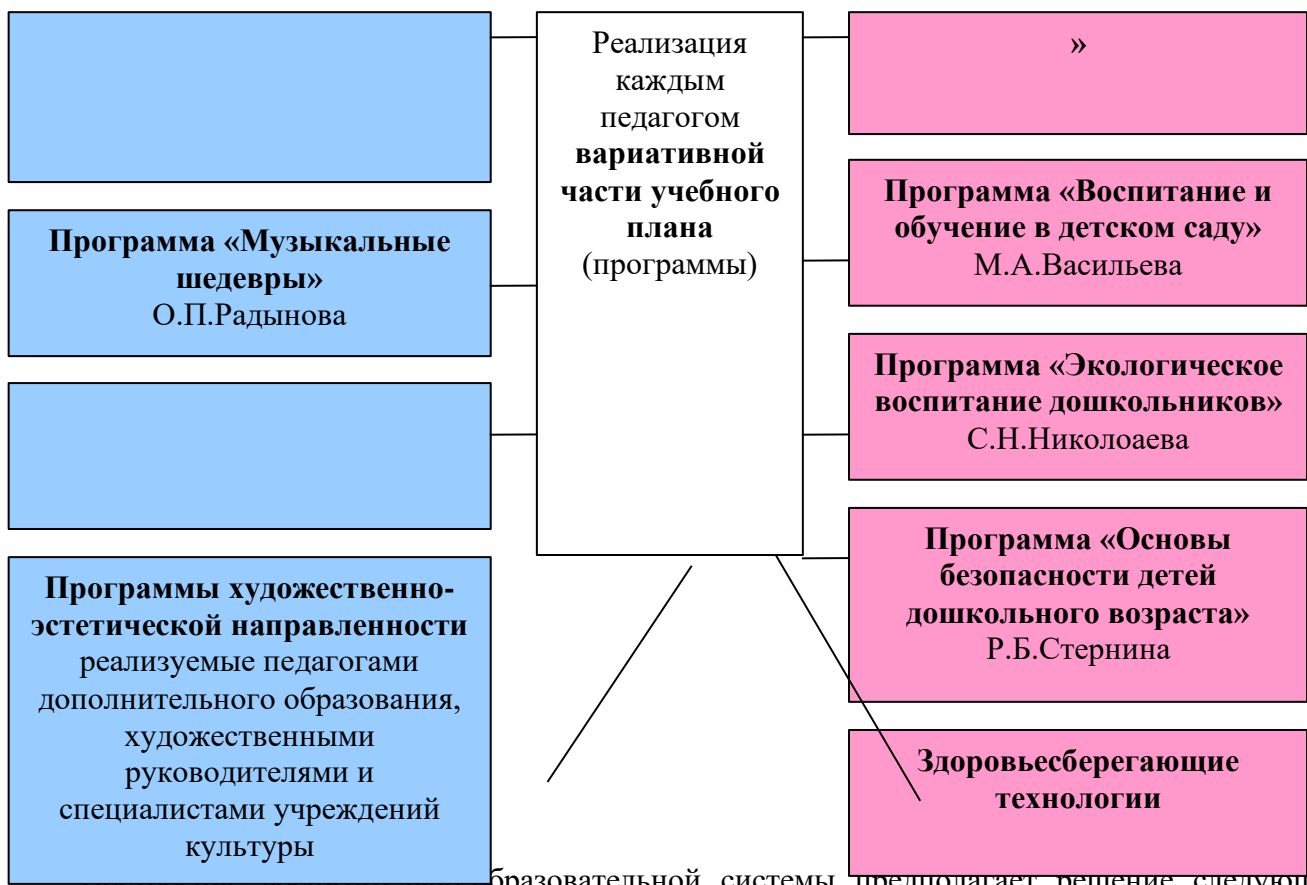 Реализация
каждым
педагогом
вариативной
части учебного
плана
(программы)
Программа «Музыкальные
шедевры»
О.П.Радынова
Программы художественно-
эстетической направленности
реализуемые педагогами
дополнительного образования,
художественными
руководителями и
специалистами учреждений
культуры
»
Программа «Воспитание и
обучение в детском саду»
М.А.Васильева
Программа «Экологическое
воспитание дошкольников»
С.Н.Николоаева
Программа «Основы
безопасности детей
дошкольного возраста»
Р.Б.Стернина
Здоровьесберегающие
технологии
системы предполагает решение